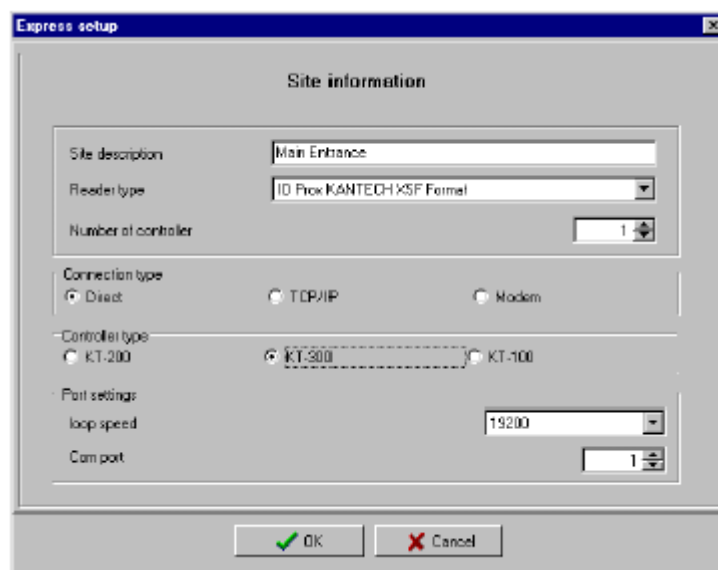 Express setup
Site information
Site description Main Entrance
Reader type IO Prox KANTECH XSF Format
Number of controller 1
Connection type
Direct TCP/IP Modem
Controller type
KT-200 KT-300 KT-100
Port settings
loop speed 19200
Com port 1
OK Cancel